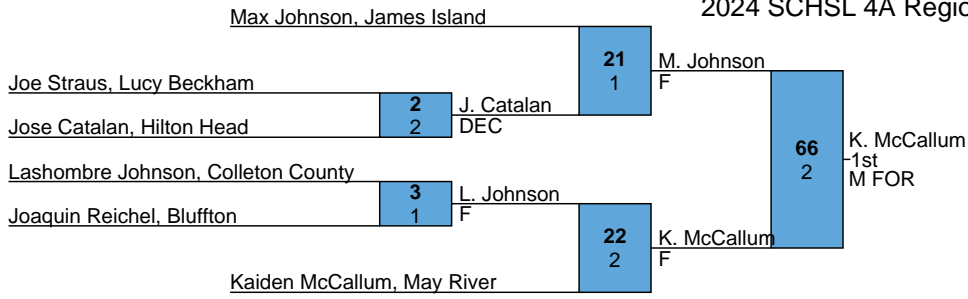 2024 SCHSL 4A Regio
Max Johnson, James Island
21
1
M. Johnson
F
Joe Straus, Lucy Beckham
2
2
J. Catalan
DEC
Jose Catalan, Hilton Head
66
2
K. McCallum
1st
M FOR
Lashombre Johnson, Colleton County
3
1
L. Johnson
F
Joaquin Reichel, Bluffton
22
2
K. McCallum
F
Kaiden McCallum, May River